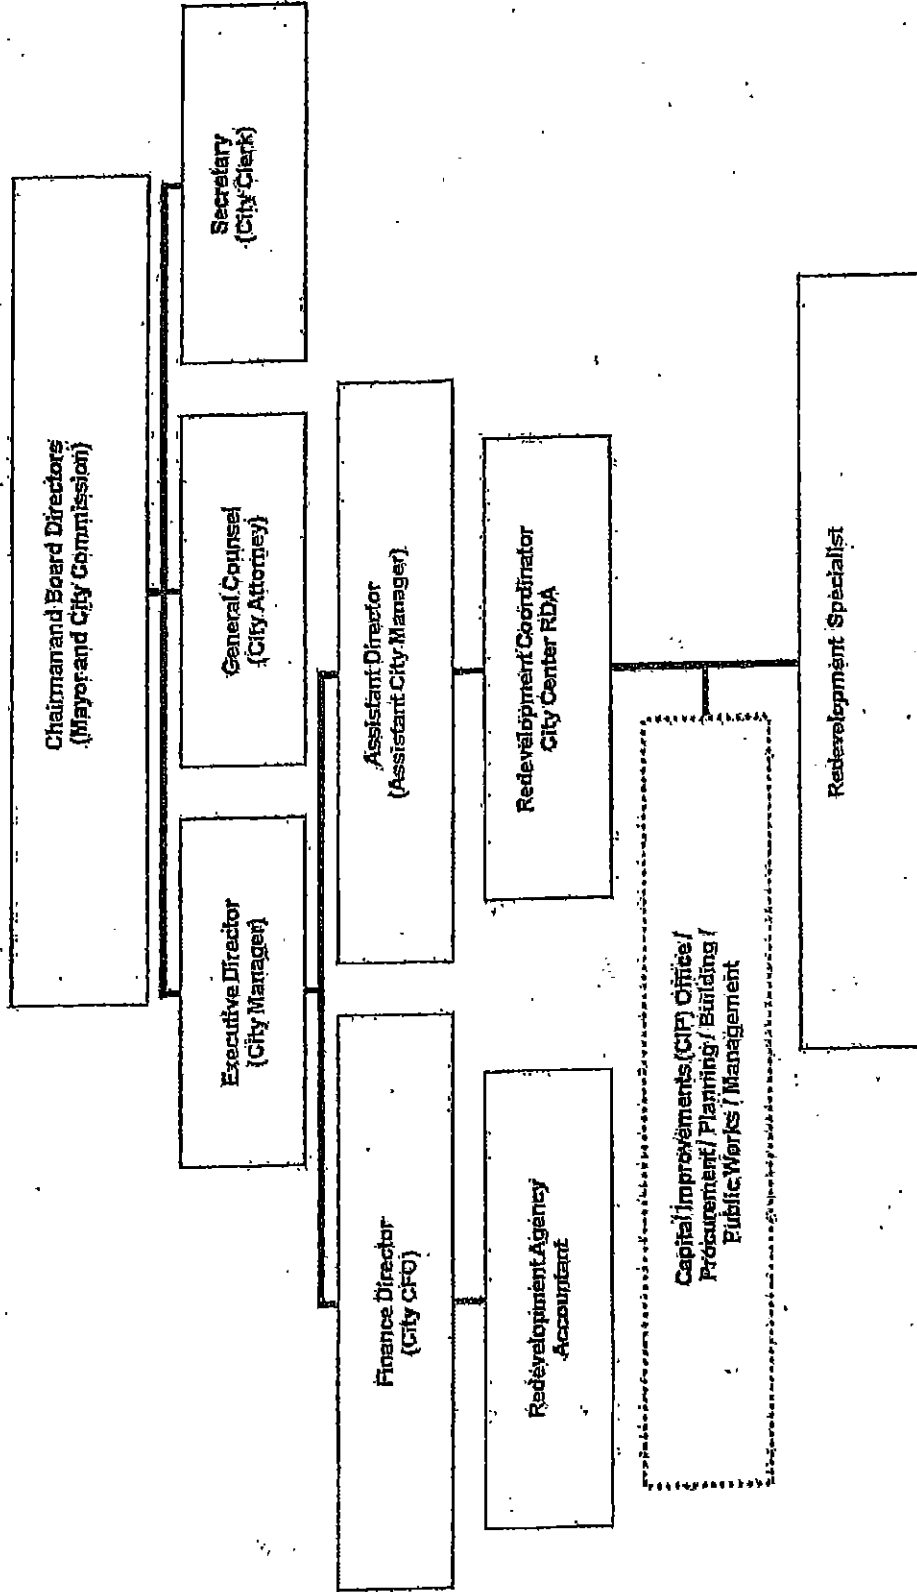 Chairman and Board Directors
(Mayor and City Commission)
Executive Director
(City Manager)
General Counsel
(City Attorney)
Secretary
(City Clerk)
Finance Director
(City CFO)
Assistant Director
(Assistant City Manager)
Redevelopment Agency
Accountant
Redevelopment Coordinator
City Center RDA
Capital Improvements (CIP) Office /
Procurement / Planning / Building /
Public Works / Management
Redevelopment Specialist